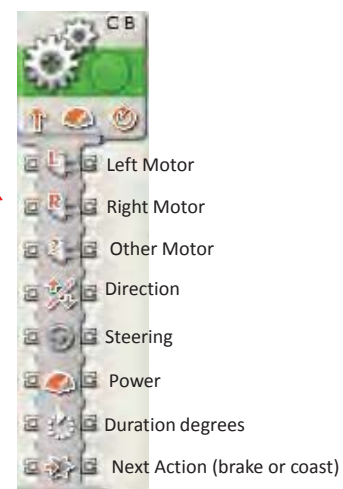 C B
L Left Motor
R Right Motor
Other Motor
Direction
Steering
Power
Duration degrees
Next Action (brake or coast)